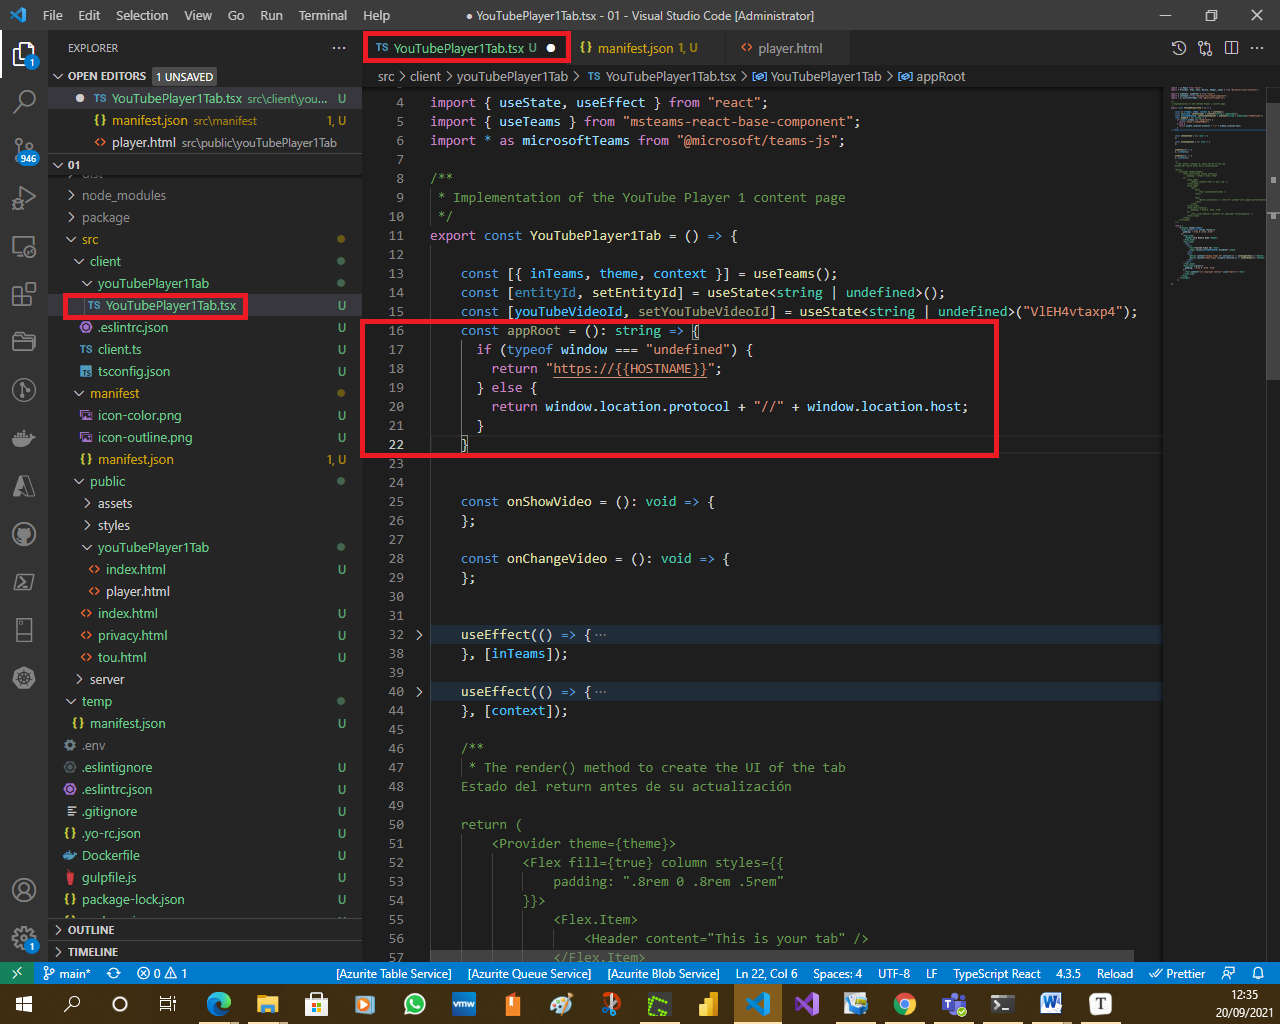 File Edit Selection View Go Run Terminal Help
● YouTubePlayer1Tab.tsx - 01 - Visual Studio Code [Administrator]
EXPLORER
OPEN EDITORS 1 UNSAVED
YouTubePlayer1Tab.tsx src\client\you... U
manifest.json src\manifest 1, U
player.html src\public\youTubePlayer1Tab
01
dist
node_modules
package
src
client
youTubePlayer1Tab
YouTubePlayer1Tab.tsx U
.eslintrc.json U
client.ts U
tsconfig.json U
manifest
icon-color.png U
icon-outline.png U
manifest.json 1, U
public
assets
styles
youTubePlayer1Tab
index.html U
player.html
index.html U
privacy.html U
tou.html U
server
temp
manifest.json U
.env
.eslintignore U
.eslintrc.json U
.gitignore U
.yo-rc.json U
Dockerfile U
gulpfile.js U
package-lock.json U
OUTLINE
TIMELINE
1
946
1
YouTubePlayer1Tab.tsx U ●
manifest.json 1, U
player.html
src > client > youTubePlayer1Tab > TS YouTubePlayer1Tab.tsx > YouTubePlayer1Tab > appRoot
4 import { useState, useEffect } from "react";
5 import { useTeams } from "msteams-react-base-component";
6 import * as microsoftTeams from "@microsoft/teams-js";
7
8 /**
9 * Implementation of the YouTube Player 1 content page
10 */
11 export const YouTubePlayer1Tab = () => {
12
13 const [{ inTeams, theme, context }] = useTeams();
14 const [entityId, setEntityId] = useState<string | undefined>();
15 const [youTubeVideoId, setYouTubeVideoId] = useState<string | undefined>("VlEH4vtaxp4");
16 const appRoot = (): string => {
17 if (typeof window === "undefined") {
18 return "https://{{HOSTNAME}}";
19 } else {
20 return window.location.protocol + "//" + window.location.host;
21 }
22 }
23
24
25 const onShowVideo = (): void => {
26 };
27
28 const onChangeVideo = (): void => {
29 };
30
31
32 useEffect(() => { ···
38 }, [inTeams]);
39
40 useEffect(() => { ···
44 }, [context]);
45
46 /**
47 * The render() method to create the UI of the tab
48 Estado del return antes de su actualización
49
50 return (
51 <Provider theme={theme}>
52 <Flex fill={true} column styles={{
53 padding: ".8rem 0 .8rem .5rem"
54 }}>
55 <Flex.Item>
56 <Header content="This is your tab" />
57 </Flex.Item>
main* 0 1 [Azurite Table Service] [Azurite Queue Service] [Azurite Blob Service] Ln 22, Col 6 Spaces: 4 UTF-8 LF TypeScript React 4.3.5 Reload Prettier
vmw
T
12:35
20/09/2021